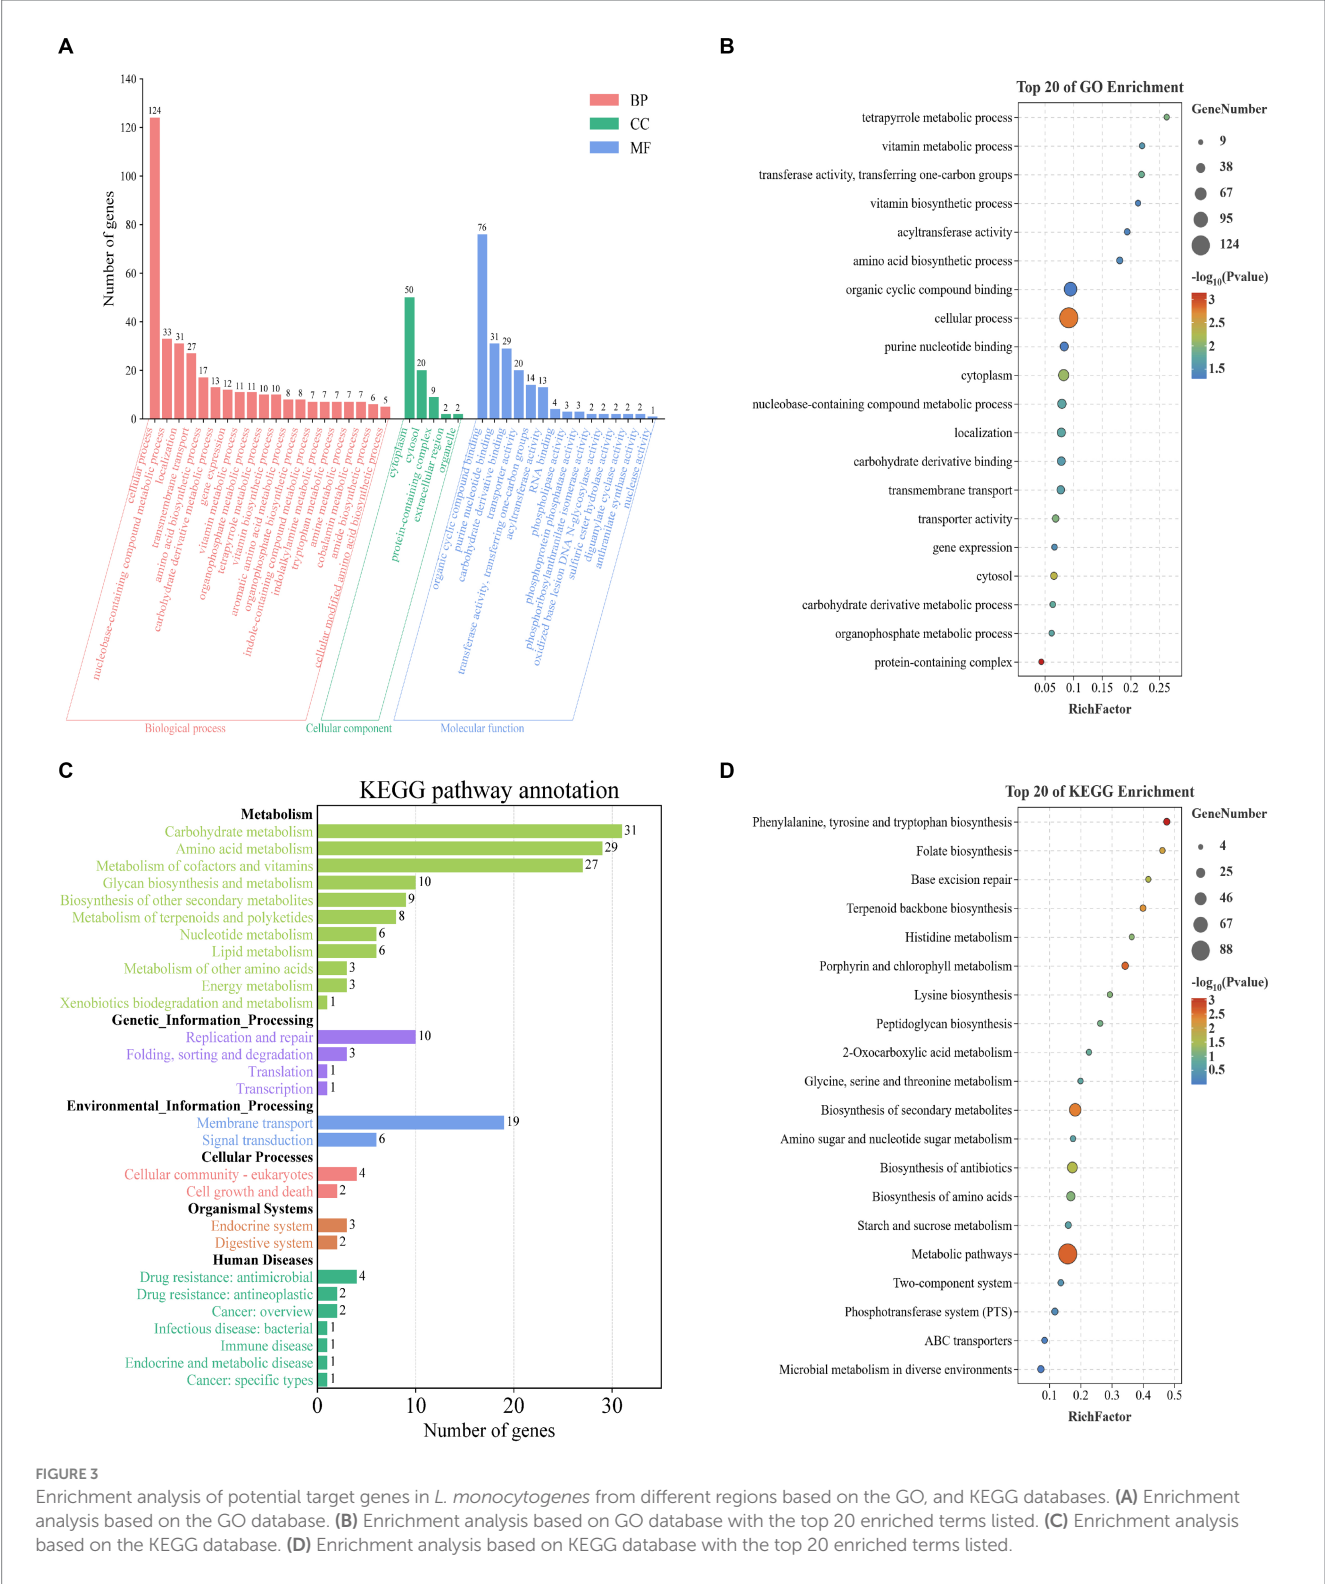 A
140
120
100
80
60
40
20
0
Number of genes
BP
CC
MF
124
33
31
27
17
13
12
11
11
10
10
8
8
7
7
7
7
7
6
5
50
20
9
2
2
76
31
29
20
14
13
4
3
3
2
2
2
2
2
1
cellular process
nucleobase-containing compound metabolic process
localization
transmembrane transport
amino acid biosynthetic process
carbohydrate derivative metabolic process
gene expression
vitamin metabolic process
organophosphate metabolic process
tetrapyrrole metabolic process
vitamin biosynthetic process
aromatic amino acid metabolic process
organophosphate biosynthetic process
indole-containing compound metabolic process
indolalkylamine metabolic process
tryptophan metabolic process
amine metabolic process
cobalamin metabolic process
amide biosynthetic process
cellular modified amino acid biosynthetic process
cytoplasm
cytosol
protein-containing complex
extracellular region
organelle
organic cyclic compound binding
purine nucleotide binding
carbohydrate derivative binding
transporter activity
transferase activity, transferring one-carbon groups
acyltransferase activity
RNA binding
phospholipase activity
phosphoprotein phosphatase activity
phosphoribosylanthranilate isomerase activity
oxidized base lesion DNA N-glycosylase activity
sulfuric ester hydrolase activity
diguanylate cyclase activity
anthranilate synthase activity
nuclease activity
Biological process
Cellular component
Molecular function
B
Top 20 of GO Enrichment
tetrapyrrole metabolic process
vitamin metabolic process
transferase activity, transferring one-carbon groups
vitamin biosynthetic process
acyltransferase activity
amino acid biosynthetic process
organic cyclic compound binding
cellular process
purine nucleotide binding
cytoplasm
nucleobase-containing compound metabolic process
localization
carbohydrate derivative binding
transmembrane transport
transporter activity
gene expression
cytosol
carbohydrate derivative metabolic process
organophosphate metabolic process
protein-containing complex
0.05 0.1 0.15 0.2 0.25
RichFactor
GeneNumber
9
38
67
95
124
-log10(Pvalue)
3
2.5
2
1.5
C
KEGG pathway annotation
Metabolism
Carbohydrate metabolism 31
Amino acid metabolism 29
Metabolism of cofactors and vitamins 27
Glycan biosynthesis and metabolism 10
Biosynthesis of other secondary metabolites 9
Metabolism of terpenoids and polyketides 8
Nucleotide metabolism 6
Lipid metabolism 6
Metabolism of other amino acids 3
Energy metabolism 3
Xenobiotics biodegradation and metabolism 1
Genetic_Information_Processing
Replication and repair 10
Folding, sorting and degradation 3
Translation 1
Transcription 1
Environmental_Information_Processing
Membrane transport 19
Signal transduction 6
Cellular Processes
Cellular community - eukaryotes 4
Cell growth and death 2
Organismal Systems
Endocrine system 3
Digestive system 2
Human Diseases
Drug resistance: antimicrobial 4
Drug resistance: antineoplastic 2
Cancer: overview 2
Infectious disease: bacterial 1
Immune disease 1
Endocrine and metabolic disease 1
Cancer: specific types 1
0 10 20 30
Number of genes
D
Top 20 of KEGG Enrichment
Phenylalanine, tyrosine and tryptophan biosynthesis
Folate biosynthesis
Base excision repair
Terpenoid backbone biosynthesis
Histidine metabolism
Porphyrin and chlorophyll metabolism
Lysine biosynthesis
Peptidoglycan biosynthesis
2-Oxocarboxylic acid metabolism
Glycine, serine and threonine metabolism
Biosynthesis of secondary metabolites
Amino sugar and nucleotide sugar metabolism
Biosynthesis of antibiotics
Biosynthesis of amino acids
Starch and sucrose metabolism
Metabolic pathways
Two-component system
Phosphotransferase system (PTS)
ABC transporters
Microbial metabolism in diverse environments
0.1 0.2 0.3 0.4 0.5
RichFactor
GeneNumber
4
25
46
67
88
-log10(Pvalue)
3
2.5
2
1.5
1
0.5
FIGURE 3
Enrichment analysis of potential target genes in L. monocytogenes from different regions based on the GO, and KEGG databases. (A) Enrichment
analysis based on the GO database. (B) Enrichment analysis based on GO database with the top 20 enriched terms listed. (C) Enrichment analysis
based on the KEGG database. (D) Enrichment analysis based on KEGG database with the top 20 enriched terms listed.